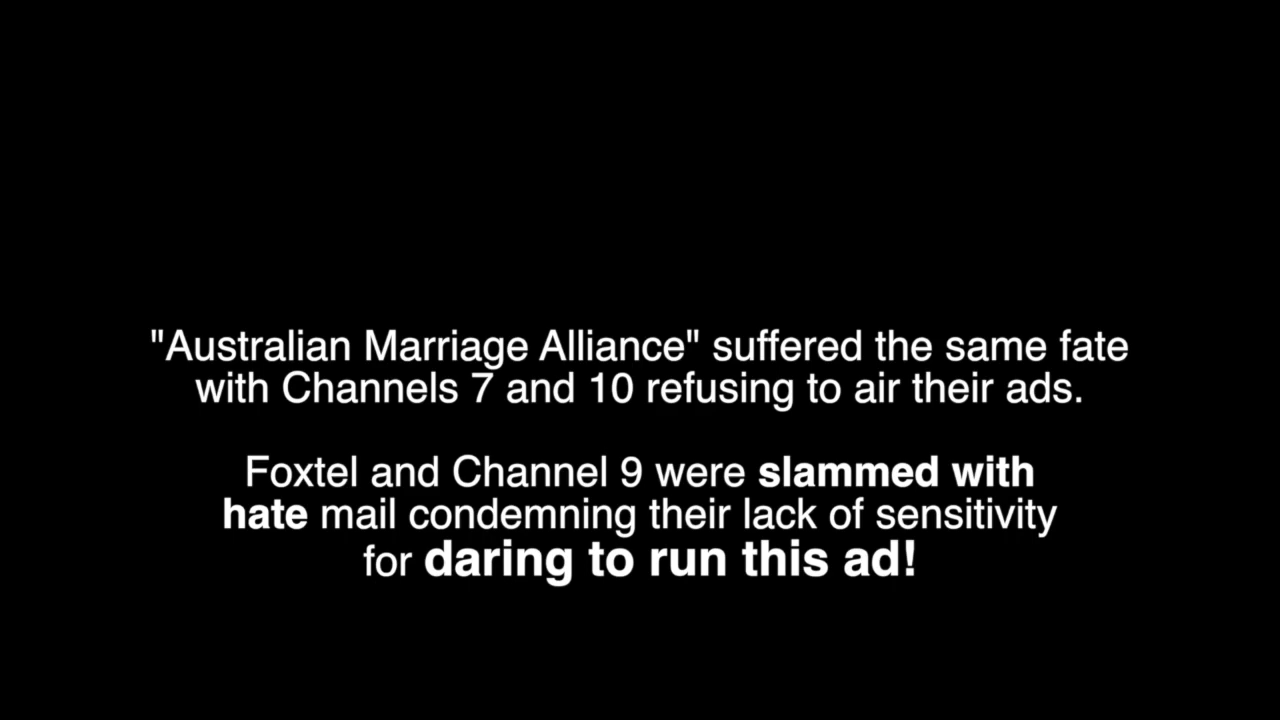 "Australian Marriage Alliance" suffered the same fate
with Channels 7 and 10 refusing to air their ads.
Foxtel and Channel 9 were slammed with
hate mail condemning their lack of sensitivity
for daring to run this ad!